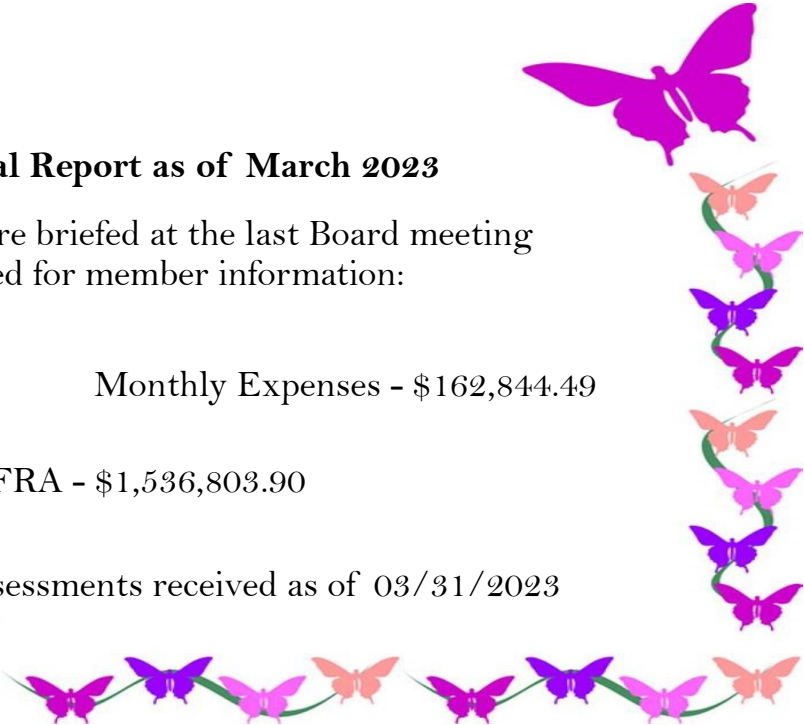 al Report as of March 2023
re briefed at the last Board meeting
ed for member information:
Monthly Expenses - $162,844.49
FRA - $1,536,803.90
sessments received as of 03/31/2023